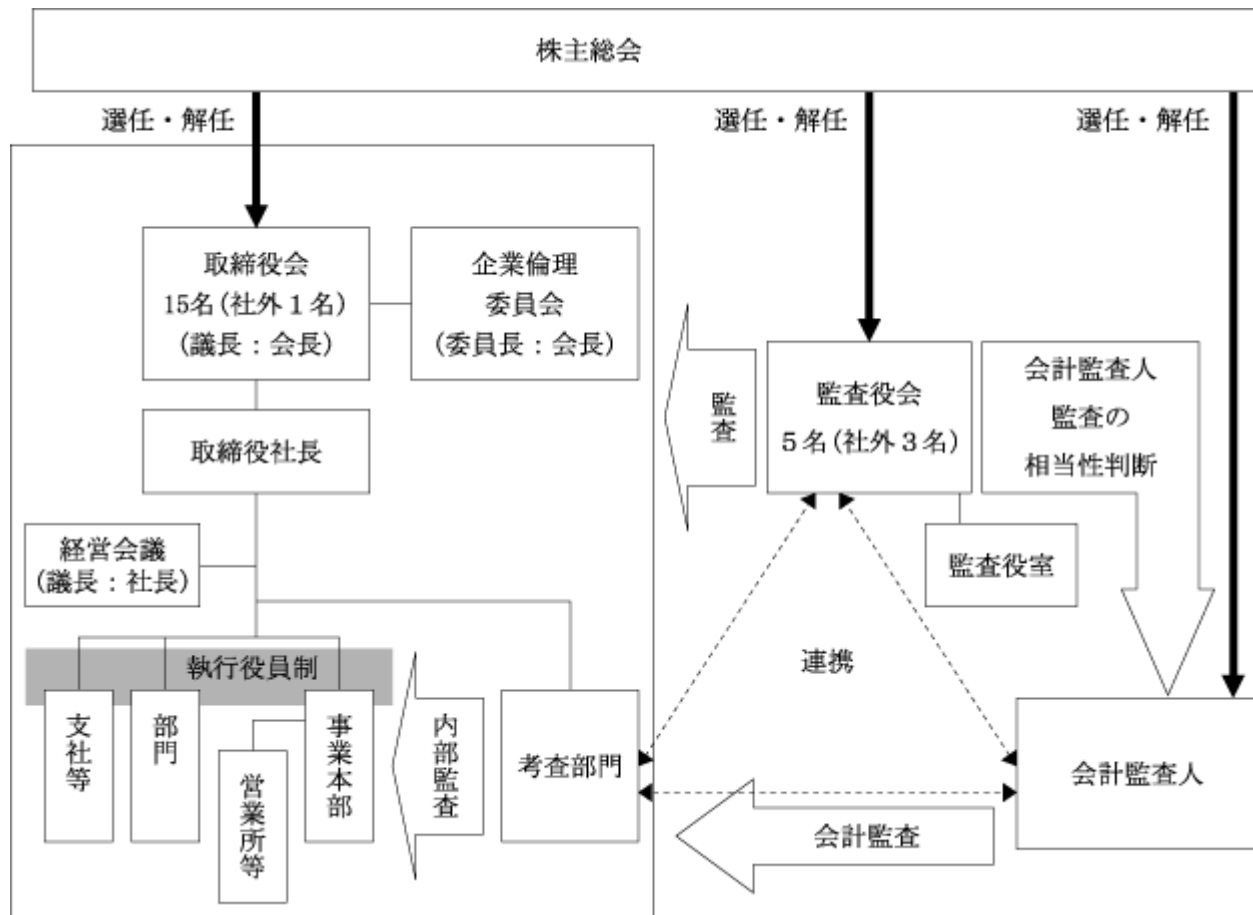 株主総会
選任・解任
選任・解任
選任・解任
取締役会
15名(社外１名)
(議長：会長)
企業倫理
委員会
(委員長：会長)
監査
監査役会
５名(社外３名)
会計監査人
監査の
相当性判断
取締役社長
経営会議
(議長：社長)
監査役室
執行役員制
連携
支社等
部門
営業所等
事業本部
内部監査
考査部門
会計監査人
会計監査